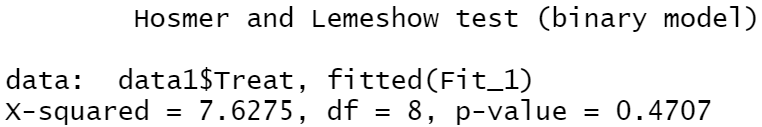 Hosmer and Lemeshow test (binary model)
data:  data1$Treat, fitted(Fit_1)
X-squared = 7.6275, df = 8, p-value = 0.4707